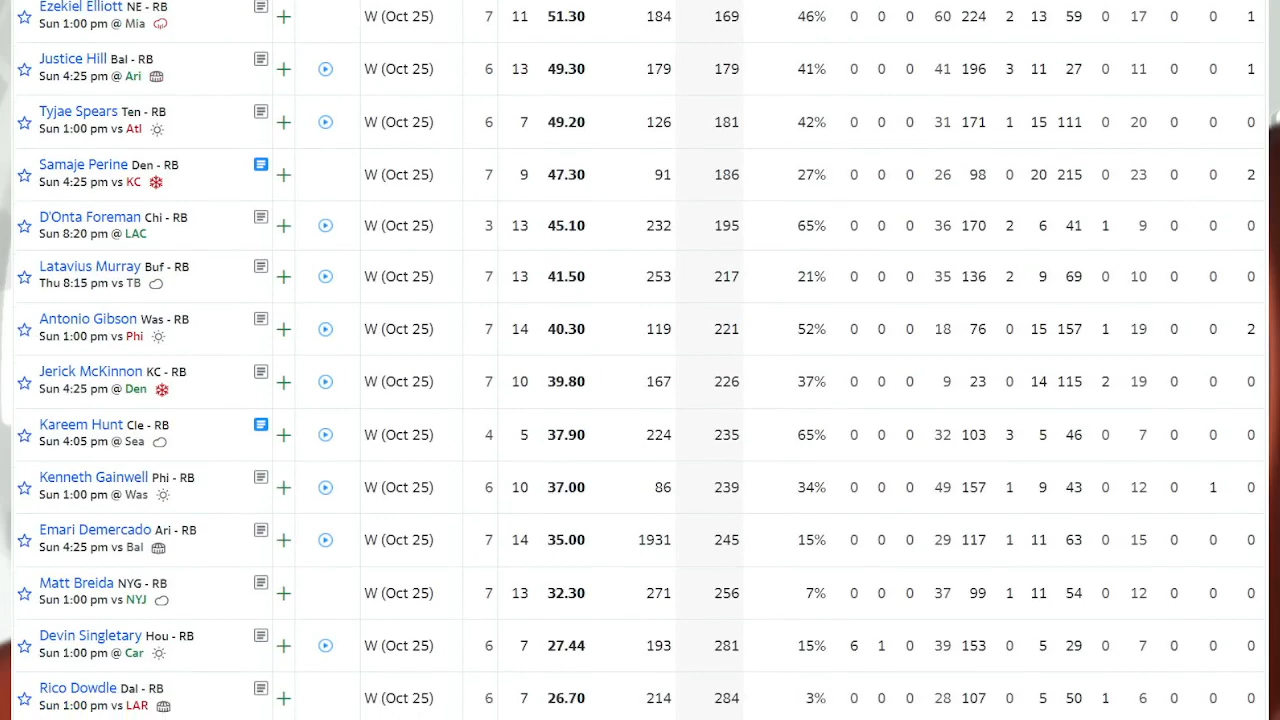 Ezekiel Elliott NE - RB
Sun 1:00 pm @ Mia
W (Oct 25) 7 11 51.30 184 169 46% 0 0 0 60 224 2 13 59 0 17 0 0 1
Justice Hill Bal - RB
Sun 4:25 pm @ Ari
W (Oct 25) 6 13 49.30 179 179 41% 0 0 0 41 196 3 11 27 0 11 0 0 1
Tyjae Spears Ten - RB
Sun 1:00 pm vs Atl
W (Oct 25) 6 7 49.20 126 181 42% 0 0 0 31 171 1 15 111 0 20 0 0 0
Samaje Perine Den - RB
Sun 4:25 pm vs KC
W (Oct 25) 7 9 47.30 91 186 27% 0 0 0 26 98 0 20 215 0 23 0 0 2
D'Onta Foreman Chi - RB
Sun 8:20 pm @ LAC
W (Oct 25) 3 13 45.10 232 195 65% 0 0 0 36 170 2 6 41 1 9 0 0 0
Latavius Murray Buf - RB
Thu 8:15 pm vs TB
W (Oct 25) 7 13 41.50 253 217 21% 0 0 0 35 136 2 9 69 0 10 0 0 0
Antonio Gibson Was - RB
Sun 1:00 pm vs Phi
W (Oct 25) 7 14 40.30 119 221 52% 0 0 0 18 76 0 15 157 1 19 0 0 2
Jerick McKinnon KC - RB
Sun 4:25 pm @ Den
W (Oct 25) 7 10 39.80 167 226 37% 0 0 0 9 23 0 14 115 2 19 0 0 0
Kareem Hunt Cle - RB
Sun 4:05 pm @ Sea
W (Oct 25) 4 5 37.90 224 235 65% 0 0 0 32 103 3 5 46 0 7 0 0 0
Kenneth Gainwell Phi - RB
Sun 1:00 pm @ Was
W (Oct 25) 6 10 37.00 86 239 34% 0 0 0 49 157 1 9 43 0 12 0 1 0
Emari Demercado Ari - RB
Sun 4:25 pm vs Bal
W (Oct 25) 7 14 35.00 1931 245 15% 0 0 0 29 117 1 11 63 0 15 0 0 0
Matt Breida NYG - RB
Sun 1:00 pm vs NYJ
W (Oct 25) 7 13 32.30 271 256 7% 0 0 0 37 99 1 11 54 0 12 0 0 0
Devin Singletary Hou - RB
Sun 1:00 pm @ Car
W (Oct 25) 6 7 27.44 193 281 15% 6 1 0 39 153 0 5 29 0 7 0 0 0
Rico Dowdle Dal - RB
Sun 1:00 pm vs LAR
W (Oct 25) 6 7 26.70 214 284 3% 0 0 0 28 107 0 5 50 1 6 0 0 0